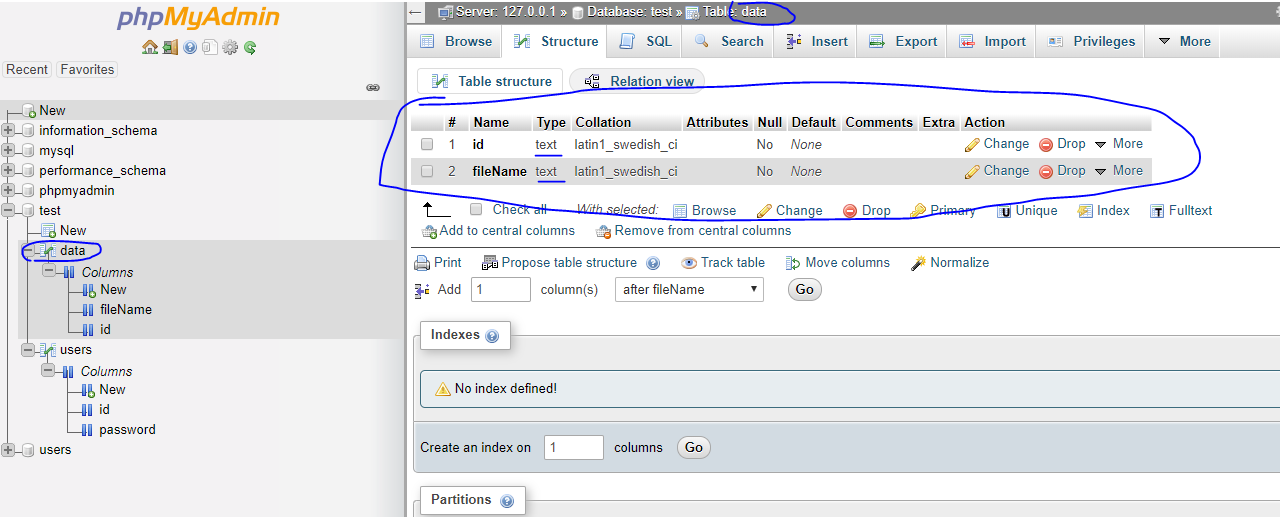 phpMyAdmin
Recent Favorites
New
information_schema
mysql
performance_schema
phpmyadmin
test
New
data
Columns
New
fileName
id
users
Columns
New
id
password
users
Server: 127.0.0.1 » Database: test » Table: data
Browse Structure SQL Search Insert Export Import Privileges More
Table structure Relation view
# Name Type Collation Attributes Null Default Comments Extra Action
1 id text latin1_swedish_ci No None Change Drop More
2 fileName text latin1_swedish_ci No None Change Drop More
Check all With selected: Browse Change Drop Primary Unique Index Fulltext
Add to central columns Remove from central columns
Print Propose table structure Track table Move columns Normalize
Add 1 column(s) after fileName Go
Indexes
No index defined!
Create an index on 1 columns Go
Partitions